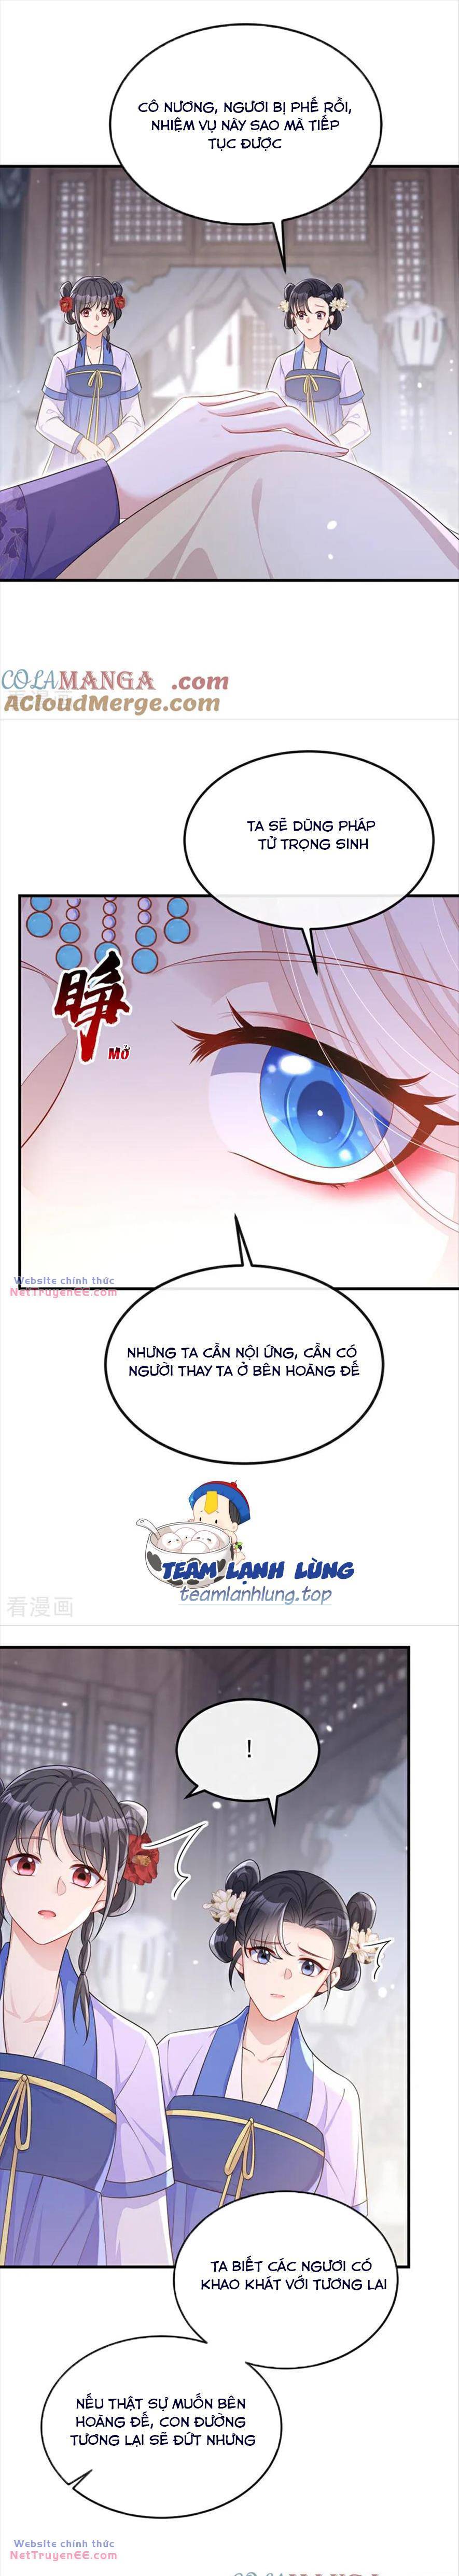 CÔ NƯƠNG, NGƯƠI BỊ PHẾ RỒI,
NHIỆM VỤ NÀY SAO MÀ TIẾP
TỤC ĐƯỢC
COLAMANGA.com
ACloudMerge.com
TA SẼ DÙNG PHÁP
TỬ TRỌNG SINH
睁
MỞ
Website chính thức
NetTruyenEE.com
NHƯNG TA CẦN NỘI ỨNG, CẦN CÓ
NGƯỜI THAY TA Ở BÊN HOÀNG ĐẾ
TEAM LẠNH LÙNG
teamlanhlung.top
看漫画
!
TA BIẾT CÁC NGƯƠI CÓ
KHAO KHÁT VỚI TƯƠNG LAI
NẾU THẬT SỰ MUỐN BÊN
HOÀNG ĐẾ, CON ĐƯỜNG
TƯƠNG LAI SẼ ĐỨT NHƯNG
Website chính thức
NetTruyenEE.com